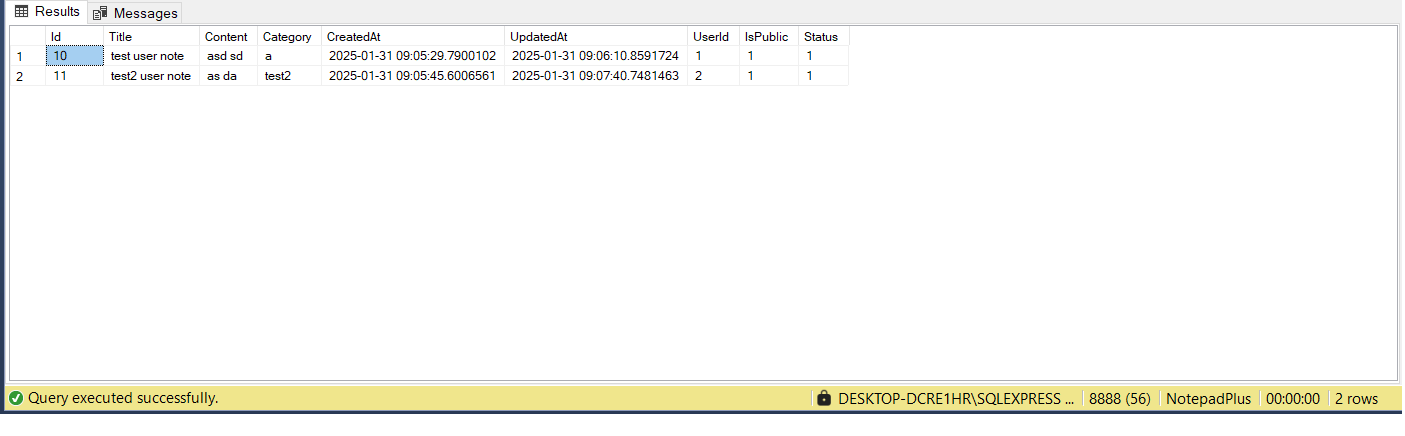 Results Messages
Id Title Content Category CreatedAt UpdatedAt UserId IsPublic Status
1 10 test user note asd sd a 2025-01-31 09:05:29.7900102 2025-01-31 09:06:10.8591724 1 1 1
2 11 test2 user note as da test2 2025-01-31 09:05:45.6006561 2025-01-31 09:07:40.7481463 2 1 1
Query executed successfully. DESKTOP-DCRE1HR\SQLEXPRESS ... 8888 (56) NotepadPlus 00:00:00 2 rows